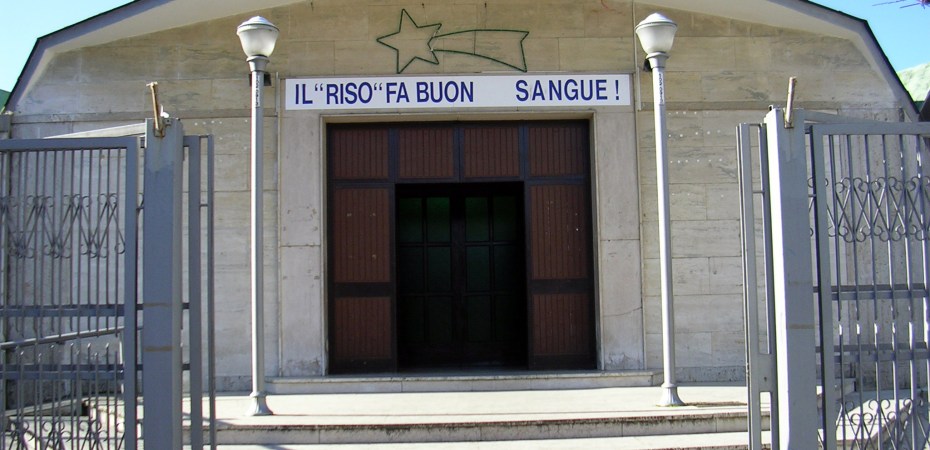 IL “RISO“ FA BUON SANGUE !